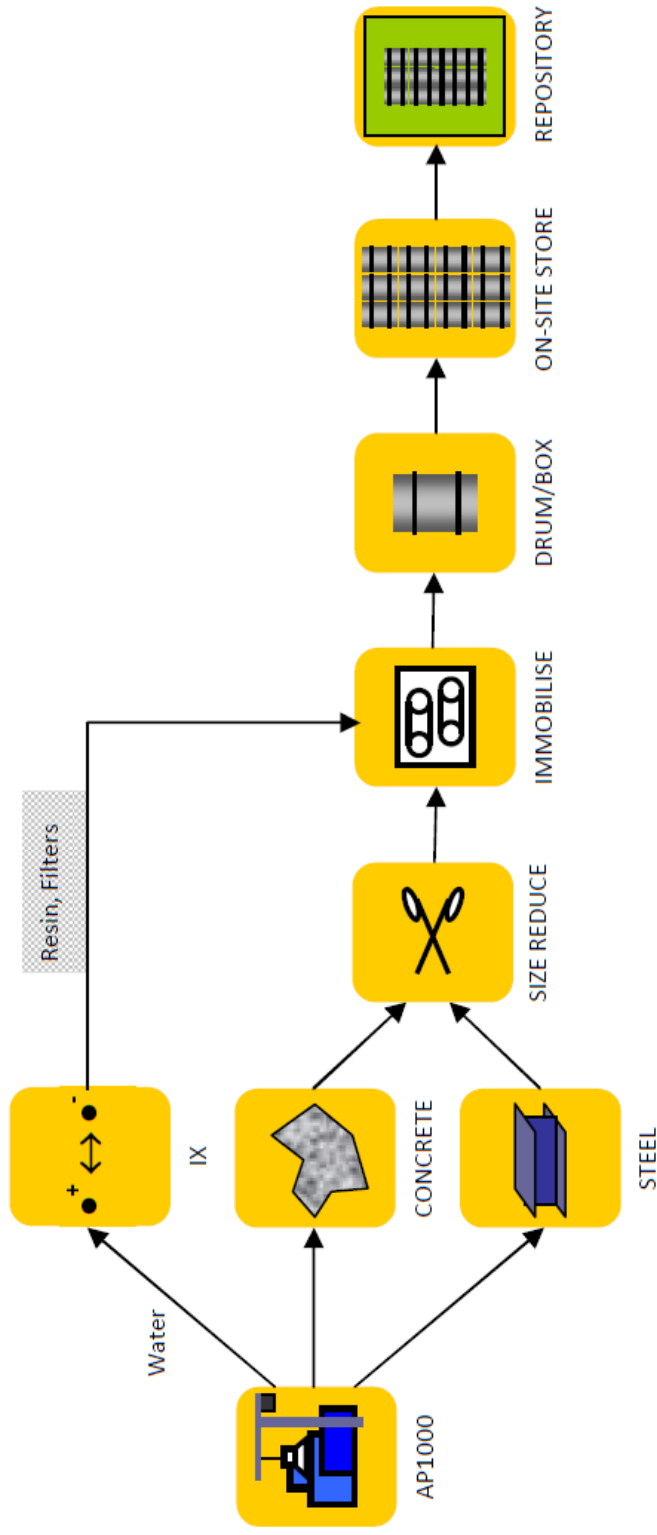 AP1000
Water
IX
CONCRETE
STEEL
Resin, Filters
SIZE REDUCE
IMMOBILISE
DRUM/BOX
ON-SITE STORE
REPOSITORY